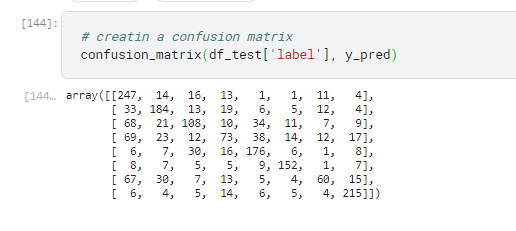 [144]:
# creatin a confusion matrix
confusion_matrix(df_test['label'], y_pred)
[144… array([[247, 14, 16, 13, 1, 1, 11, 4],
[ 33, 184, 13, 19, 6, 5, 12, 4],
[ 68, 21, 108, 10, 34, 11, 7, 9],
[ 69, 23, 12, 73, 38, 14, 12, 17],
[ 6, 7, 30, 16, 176, 6, 1, 8],
[ 8, 7, 5, 5, 9, 152, 1, 7],
[ 67, 30, 7, 13, 5, 4, 60, 15],
[ 6, 4, 5, 14, 6, 5, 4, 215]])